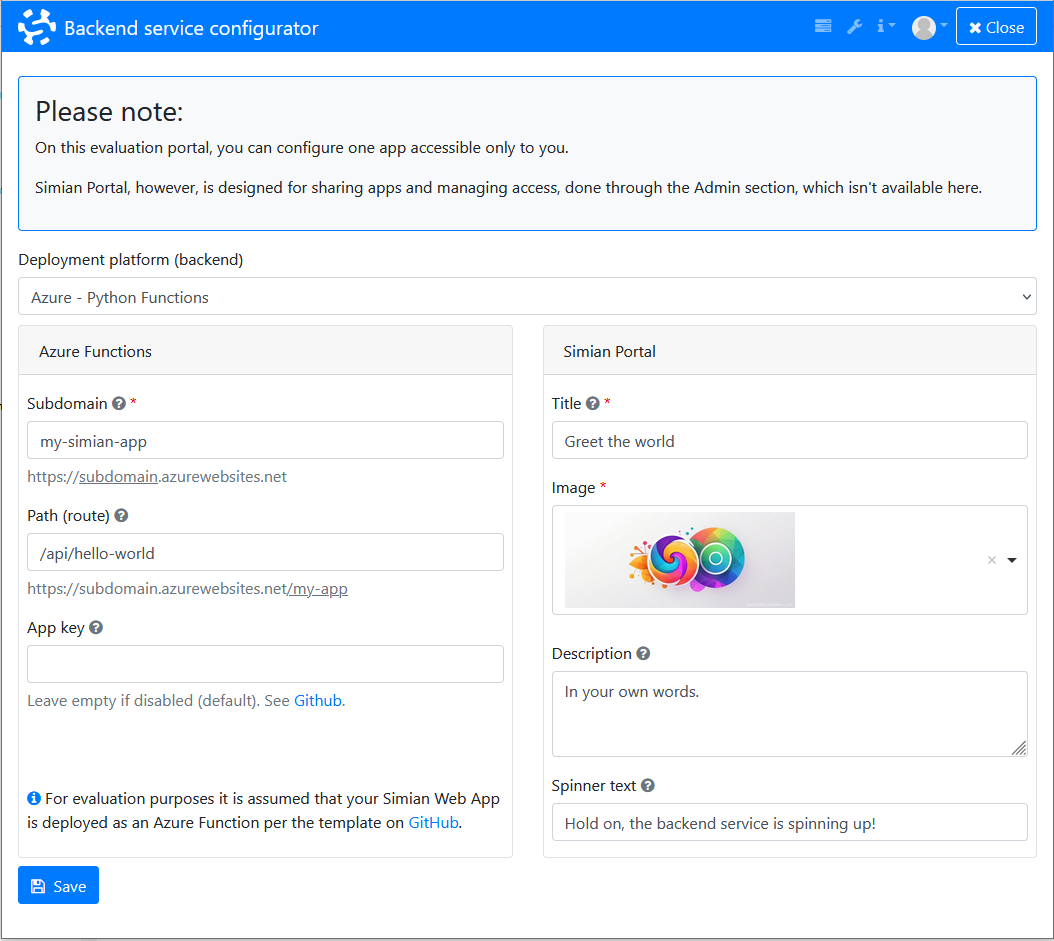 Backend service configurator
Close
Please note:
On this evaluation portal, you can configure one app accessible only to you.
Simian Portal, however, is designed for sharing apps and managing access, done through the Admin section, which isn't available here.
Deployment platform (backend)
Azure - Python Functions
Azure Functions
Subdomain *
my-simian-app
https://subdomain.azurewebsites.net
Path (route)
/api/hello-world
https://subdomain.azurewebsites.net/my-app
App key
Leave empty if disabled (default). See Github.
For evaluation purposes it is assumed that your Simian Web App
is deployed as an Azure Function per the template on GitHub.
Simian Portal
Title *
Greet the world
Image *
Description
In your own words.
Spinner text
Hold on, the backend service is spinning up!
Save